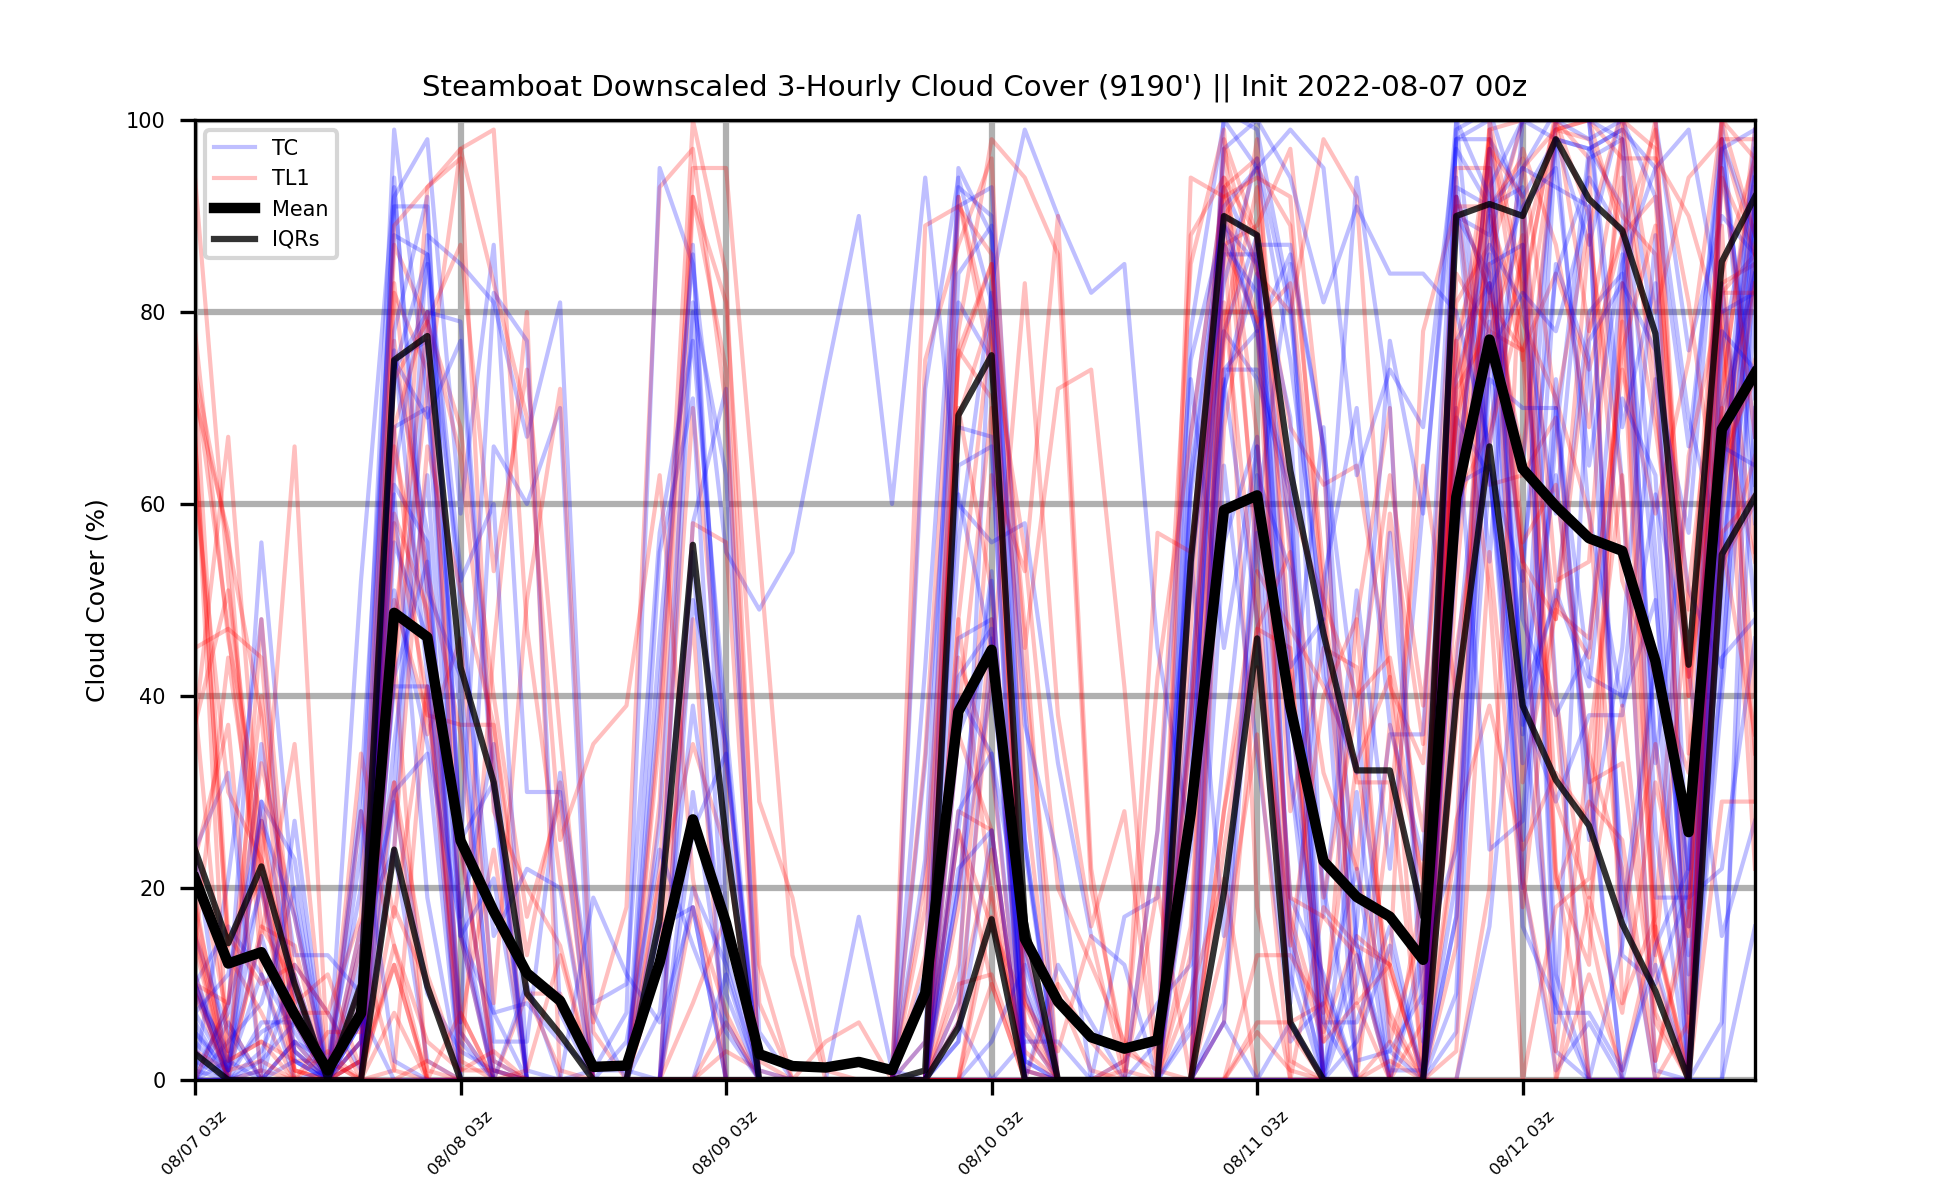 Steamboat Downscaled 3-Hourly Cloud Cover (9190') || Init 2022-08-07 00z
100
80
60
40
20
0
Cloud Cover (%)
TC
TL1
Mean
IQRs
08/07 03z
08/08 03z
08/09 03z
08/10 03z
08/11 03z
08/12 03z